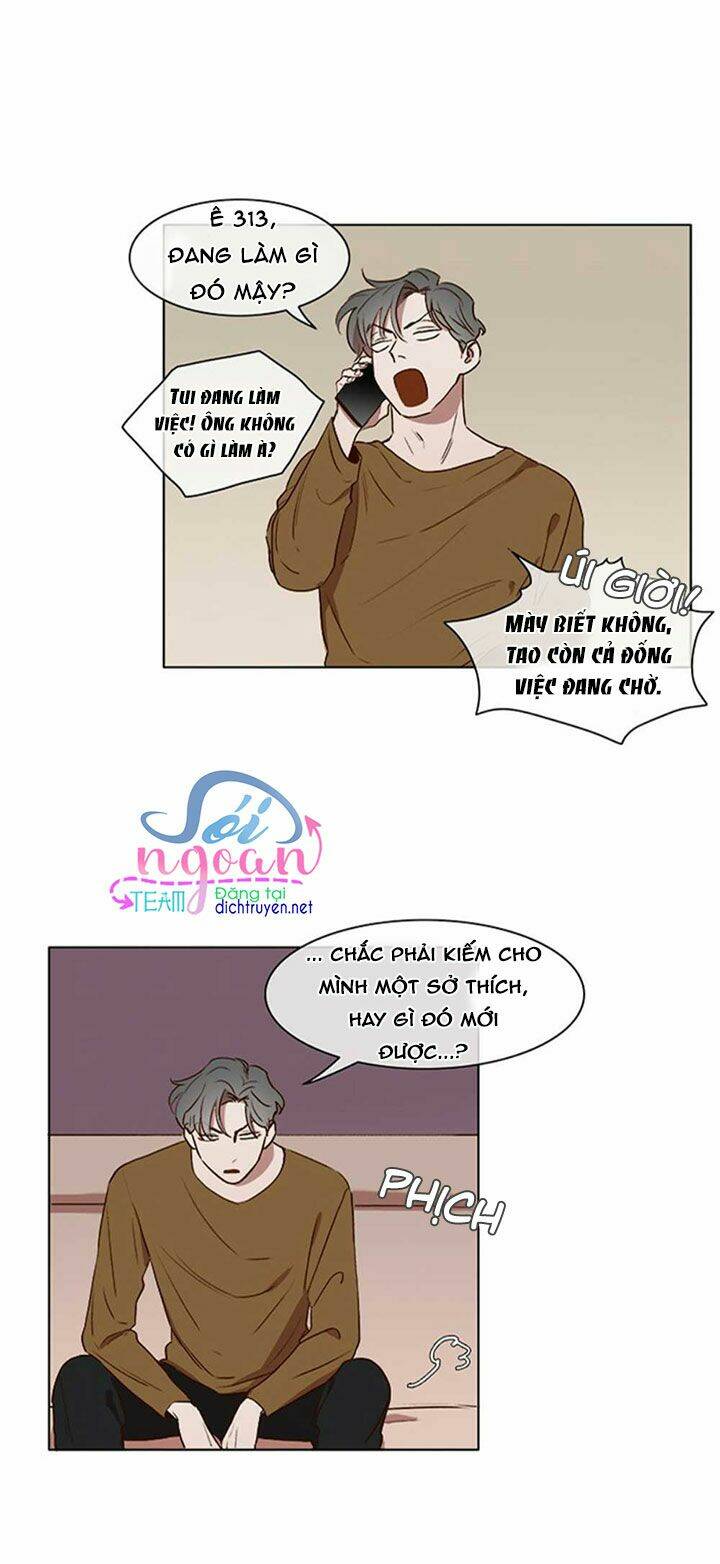 Ê 313,
ĐANG LÀM GÌ
ĐÓ MẬY?
TUI ĐANG LÀM
VIỆC! ÔNG KHÔNG
CÓ GÌ LÀM À?
ÚI GIỜI!
MÀY BIẾT KHÔNG,
TAO CÒN CẢ ĐỐNG
VIỆC ĐANG CHỜ.
Sói
ngoan
TEAM
Đăng tại
dichtruyen.net
... CHẮC PHẢI KIẾM CHO
MÌNH MỘT SỞ THÍCH,
HAY GÌ ĐÓ MỚI
ĐƯỢC...?
PHỊCH